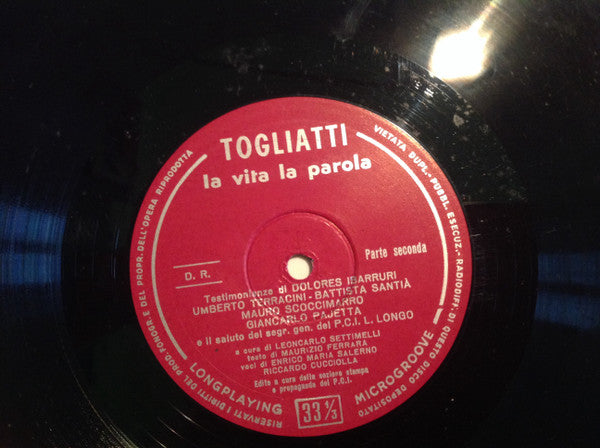 TOGLIATTI
la vita la parola
D. R.
Parte seconda
Testimonianze di DOLORES IBARRURI
UMBERTO TERRACINI - BATTISTA SANTIÀ
MAURO SCOCCIMARRO
GIANCARLO PAJETTA
e il saluto del segr. gen. del P.C.I. L. LONGO
a cura di LEONCARLO SETTIMELLI
testo di MAURIZIO FERRARA
voci di ENRICO MARIA SALERNO
RICCARDO CUCCIOLLA
Edito a cura della sezione stampa
e propaganda del P.C.I.
LONGPLAYING
33 1/3
MICROGROOVE
RISERVATI I DIRITTI DEL PROD. FONOGR. E DEL PROPR. DELL'OPERA RIPRODOTTA
VIETATA DUPL. - PUBBL. ESECUZ. - RADIODIFF. DI QUESTO DISCO DEPOSITATO